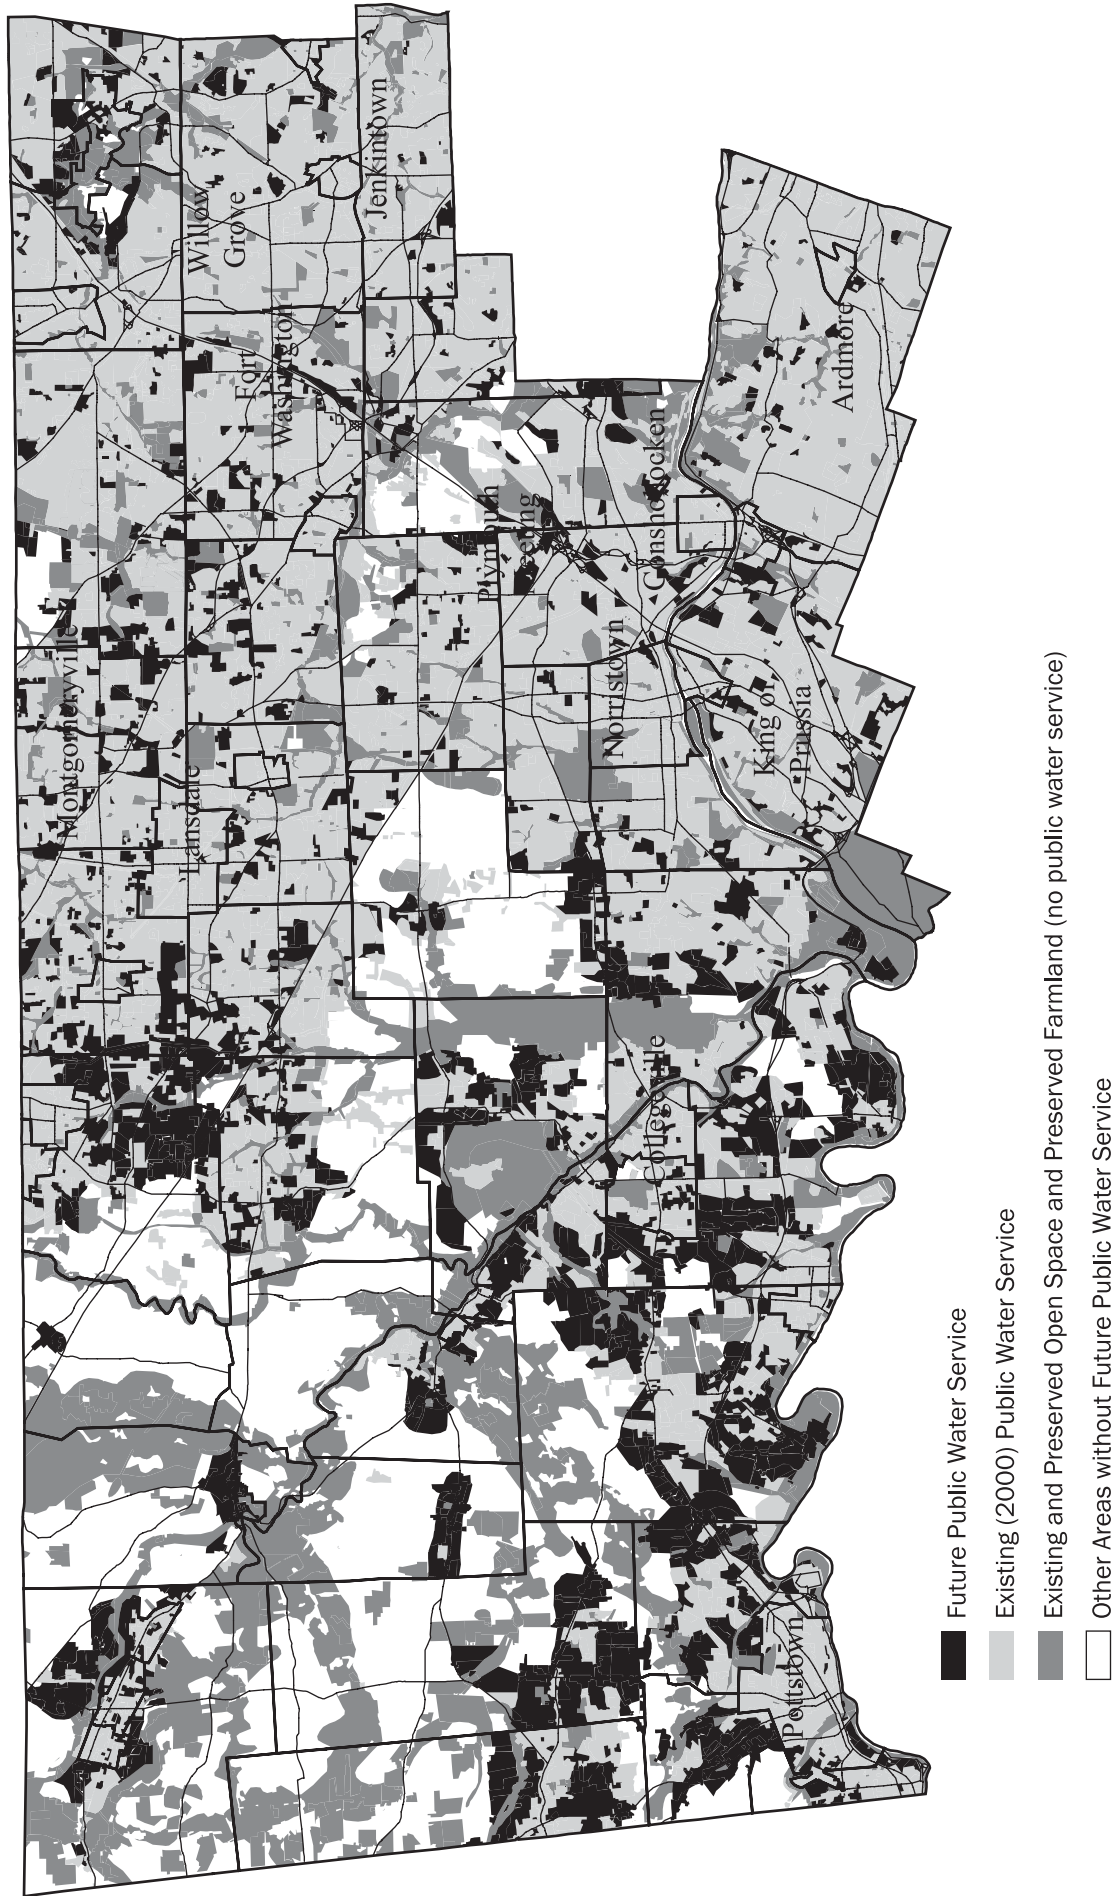 Montgomeryville
Lansdale
Willow
Grove
Fort
Washington
Jenkintown
Plymouth
Meeting
Conshohocken
Norristown
Ardmore
King of
Prussia
Collegeville
Pottstown
Future Public Water Service
Existing (2000) Public Water Service
Existing and Preserved Open Space and Preserved Farmland (no public water service)
Other Areas without Future Public Water Service